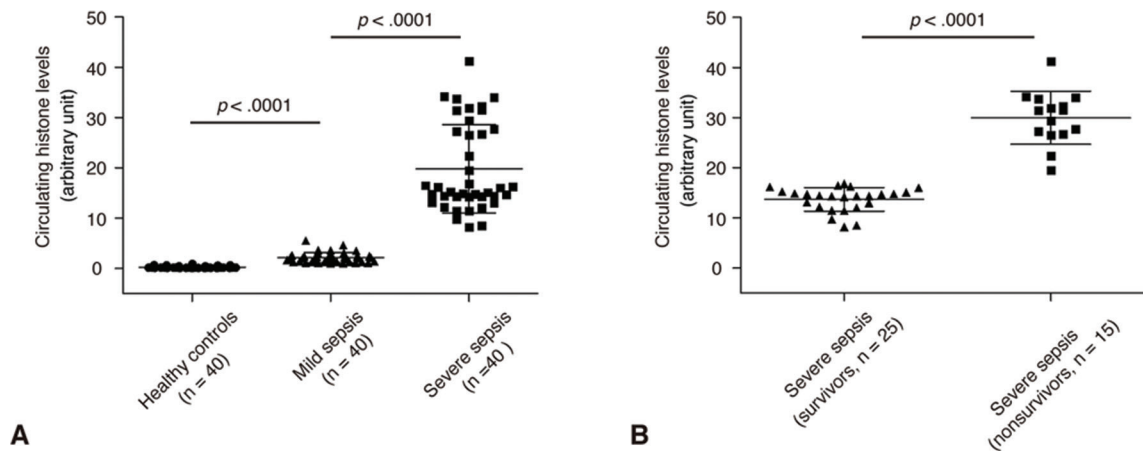 50
40
30
20
10
0
Circulating histone levels
(arbitrary unit)
p < .0001
p < .0001
Healthy controls
(n = 40)
Mild sepsis
(n = 40)
Severe sepsis
(n =40 )
A
50
40
30
20
10
0
Circulating histone levels
(arbitrary unit)
p < .0001
Severe sepsis
(survivors, n = 25)
Severe sepsis
(nonsurvivors, n = 15)
B